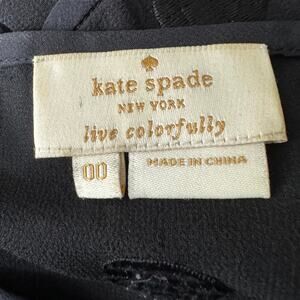 kate spade
NEW YORK
live colorfully
00
MADE IN CHINA